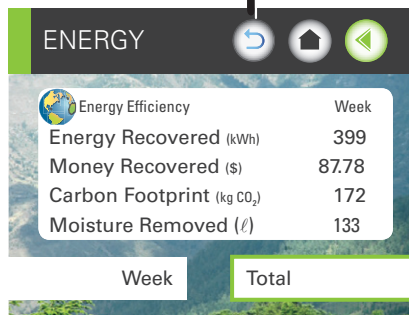 ENERGY
Energy Efficiency Week
Energy Recovered (kWh) 399
Money Recovered ($) 87.78
Carbon Footprint (kg CO₂) 172
Moisture Removed (ℓ) 133
Week Total